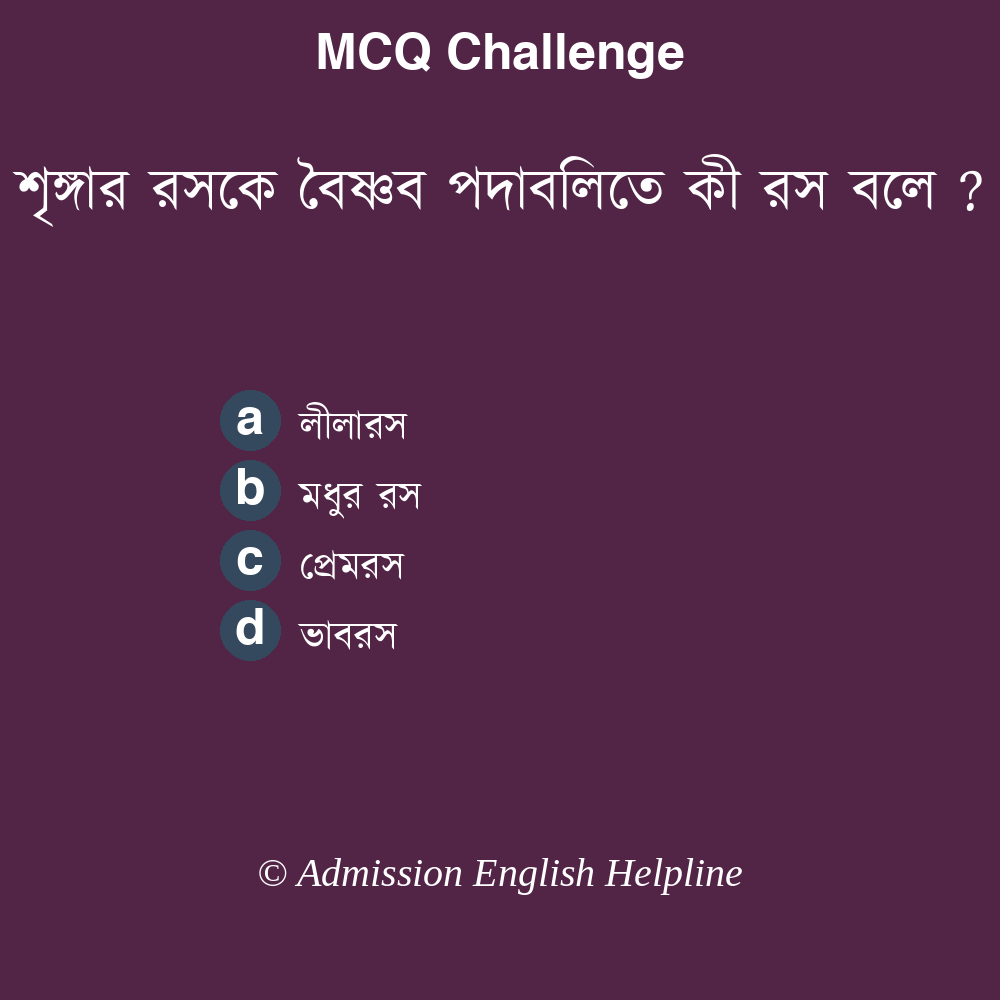 MCQ Challenge
শৃঙ্গার রসকে বৈষ্ণব পদাবলিতে কী রস বলে ?
a লীলারস
b মধুর রস
c প্রেমরস
d ভাবরস
© Admission English Helpline